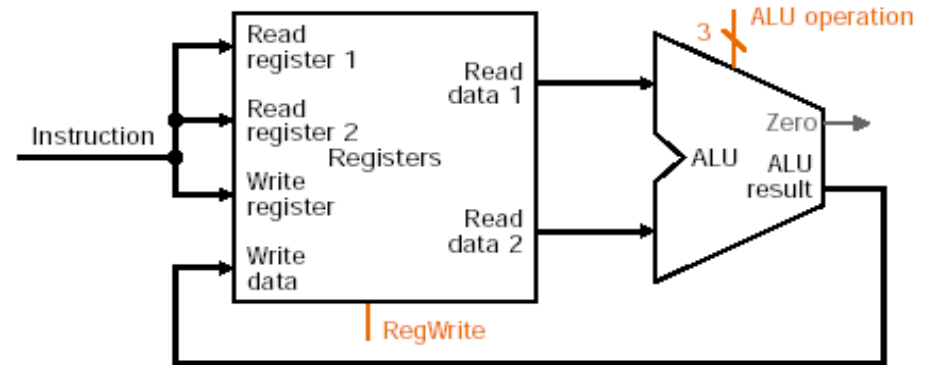 ALU operation
3
Read
register 1
Read
data 1
Read
register 2
Instruction
Registers
Zero
ALU
ALU
result
Write
register
Read
data 2
Write
data
RegWrite